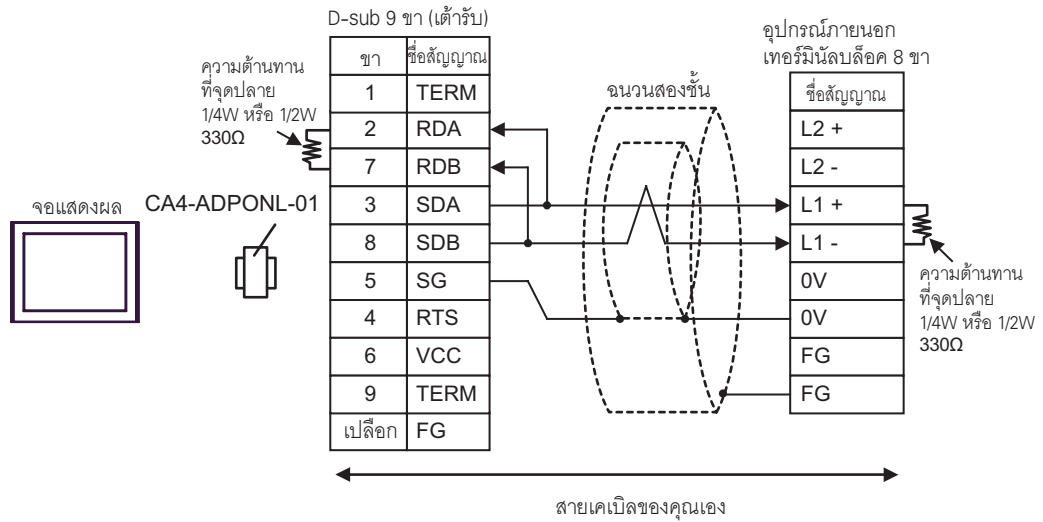 D-sub 9 ขา (เต้ารับ)
อุปกรณ์ภายนอก
เทอร์มินัลบล็อค 8 ขา
ความต้านทาน
ที่จุดปลาย
1/4W หรือ 1/2W
330Ω
ขา ชื่อสัญญาณ
1 TERM
2 RDA
7 RDB
3 SDA
8 SDB
5 SG
4 RTS
6 VCC
9 TERM
เปลือก FG
จอแสดงผล
CA4-ADPONL-01
ฉนวนสองชั้น
ชื่อสัญญาณ
L2 +
L2 -
L1 +
L1 -
0V
0V
FG
FG
ความต้านทาน
ที่จุดปลาย
1/4W หรือ 1/2W
330Ω
สายเคเบิลของคุณเอง